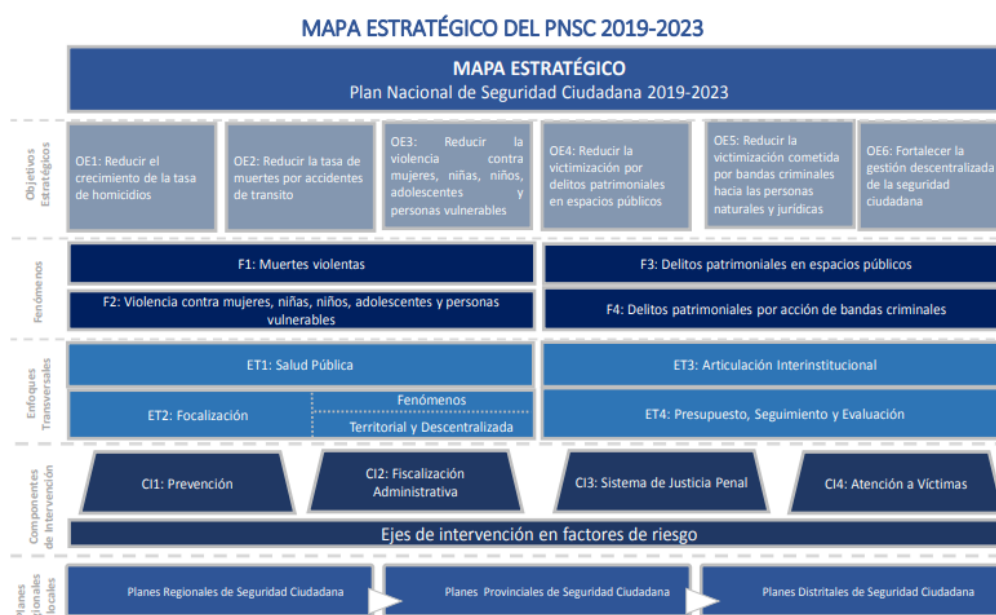 MAPA ESTRATÉGICO DEL PNSC 2019-2023
MAPA ESTRATÉGICO
Plan Nacional de Seguridad Ciudadana 2019-2023
Objetivos
Estratégicos
OE1: Reducir el
crecimiento de la tasa
de homicidios
OE2: Reducir la tasa de
muertes por accidentes
de transito
OE3: Reducir la
violencia contra
mujeres, niñas, niños,
adolescentes y
personas vulnerables
OE4: Reducir la
victimización por
delitos patrimoniales
en espacios públicos
OE5: Reducir la
victimización cometida
por bandas criminales
hacia las personas
naturales y jurídicas
OE6: Fortalecer la
gestión descentralizada
de la seguridad
ciudadana
Fenómenos
F1: Muertes violentas
F3: Delitos patrimoniales en espacios públicos
F2: Violencia contra mujeres, niñas, niños, adolescentes y personas
vulnerables
F4: Delitos patrimoniales por acción de bandas criminales
Enfoques
Transversales
ET1: Salud Pública
ET3: Articulación Interinstitucional
ET2: Focalización
Fenómenos
Territorial y Descentralizada
ET4: Presupuesto, Seguimiento y Evaluación
Componentes
de Intervención
CI1: Prevención
CI2: Fiscalización
Administrativa
CI3: Sistema de Justicia Penal
CI4: Atención a Víctimas
Ejes de intervención en factores de riesgo
Planes
gionales
locales
Planes Regionales de Seguridad Ciudadana
Planes Provinciales de Seguridad Ciudadana
Planes Distritales de Seguridad Ciudadana